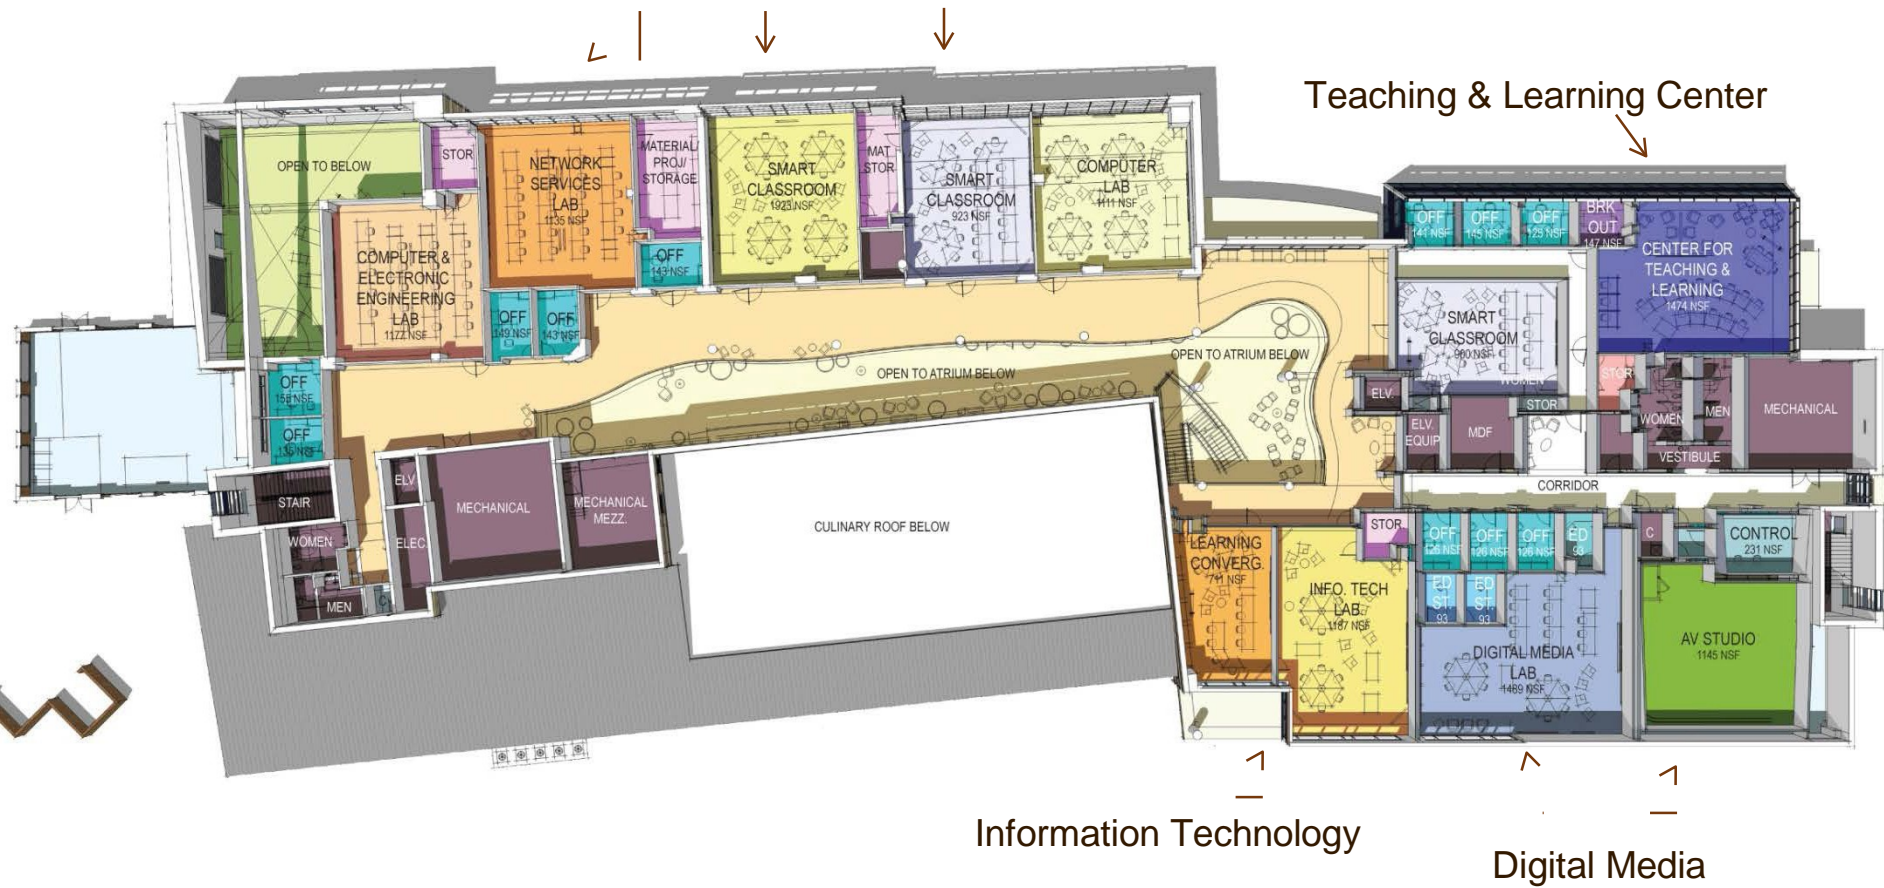 Teaching & Learning Center
OPEN TO BELOW
STOR
NETWORK
SERVICES
LAB
1135 NSF
MATERIAL/
PROJ/
STORAGE
SMART
CLASSROOM
1923 NSF
MAT
STOR
SMART
CLASSROOM
923 NSF
COMPUTER
LAB
1111 NSF
OFF
141 NSF
OFF
145 NSF
OFF
125 NSF
BRK
OUT
147 NSF
CENTER FOR
TEACHING &
LEARNING
1474 NSF
COMPUTER &
ELECTRONIC
ENGINEERING
LAB
1177 NSF
OFF
143 NSF
OFF
149 NSF
OFF
143 NSF
SMART
CLASSROOM
OPEN TO ATRIUM BELOW
OPEN TO ATRIUM BELOW
OFF
OFF
ELV.
WOMEN
STOR
STOR
WOMEN
MEN
MECHANICAL
ELV.
EQUIP
MDF
VESTIBULE
CORRIDOR
STAIR
ELV
MECHANICAL
MECHANICAL
MEZZ.
CULINARY ROOF BELOW
WOMEN
ELEC.
MEN
C
LEARNING
CONVERG.
STOR
OFF
126 NSF
OFF
126 NSF
OFF
126 NSF
ED
93
C
CONTROL
231 NSF
INFO. TECH
LAB
1187 NSF
ED
ST.
93
ED
ST.
93
DIGITAL MEDIA
LAB
1469 NSF
AV STUDIO
1145 NSF
Information Technology
Digital Media